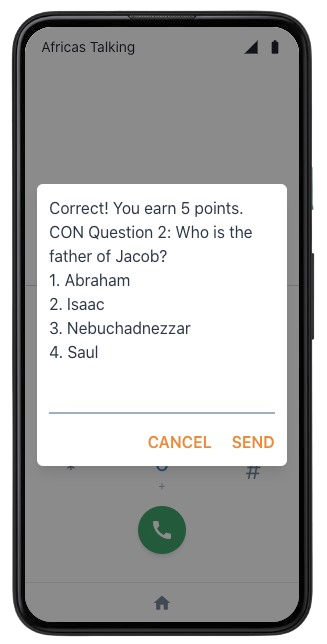 Africas Talking
Correct! You earn 5 points.
CON Question 2: Who is the
father of Jacob?
1. Abraham
2. Isaac
3. Nebuchadnezzar
4. Saul
CANCEL SEND
* #
+